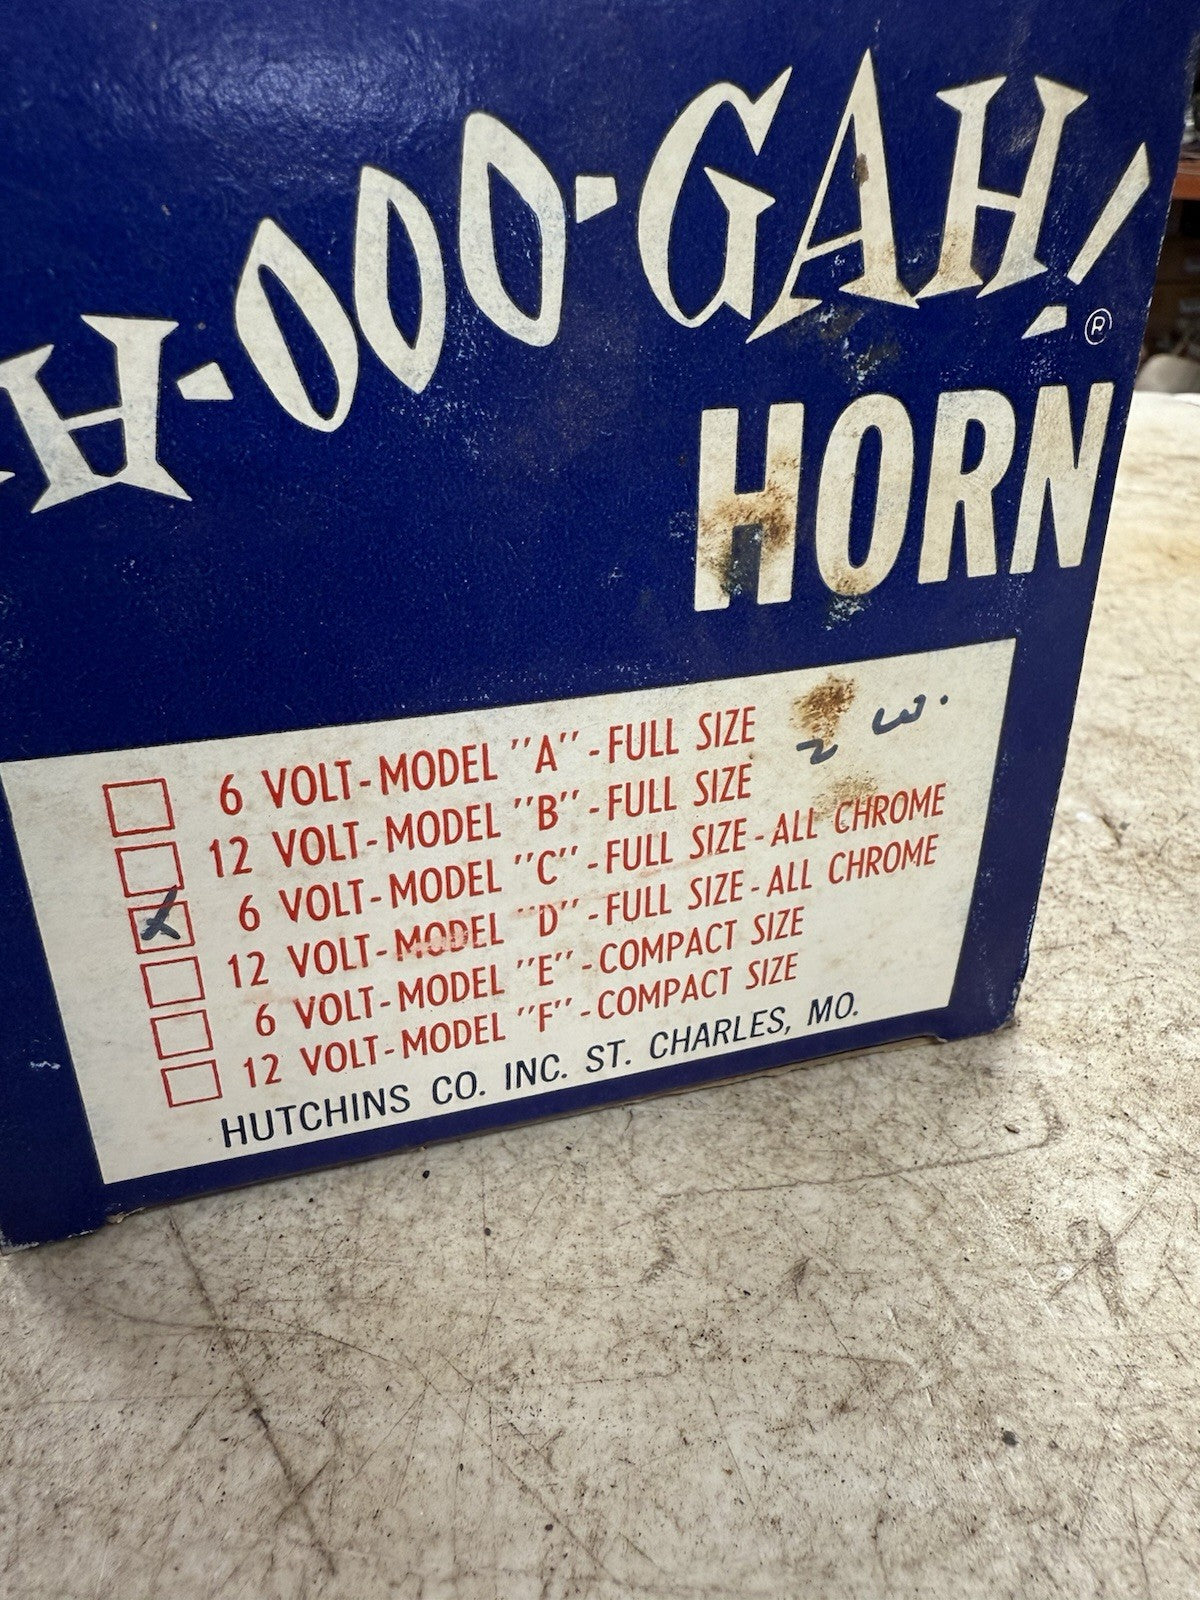 H-OOO-GAH! ®
HORN
6 VOLT-MODEL "A"-FULL SIZE
12 VOLT-MODEL "B"-FULL SIZE
2 W.
6 VOLT-MODEL "C"-FULL SIZE-ALL CHROME
12 VOLT-MODEL "D"-FULL SIZE-ALL CHROME
6 VOLT-MODEL "E"-COMPACT SIZE
12 VOLT-MODEL "F"-COMPACT SIZE
HUTCHINS CO. INC. ST. CHARLES, MO.